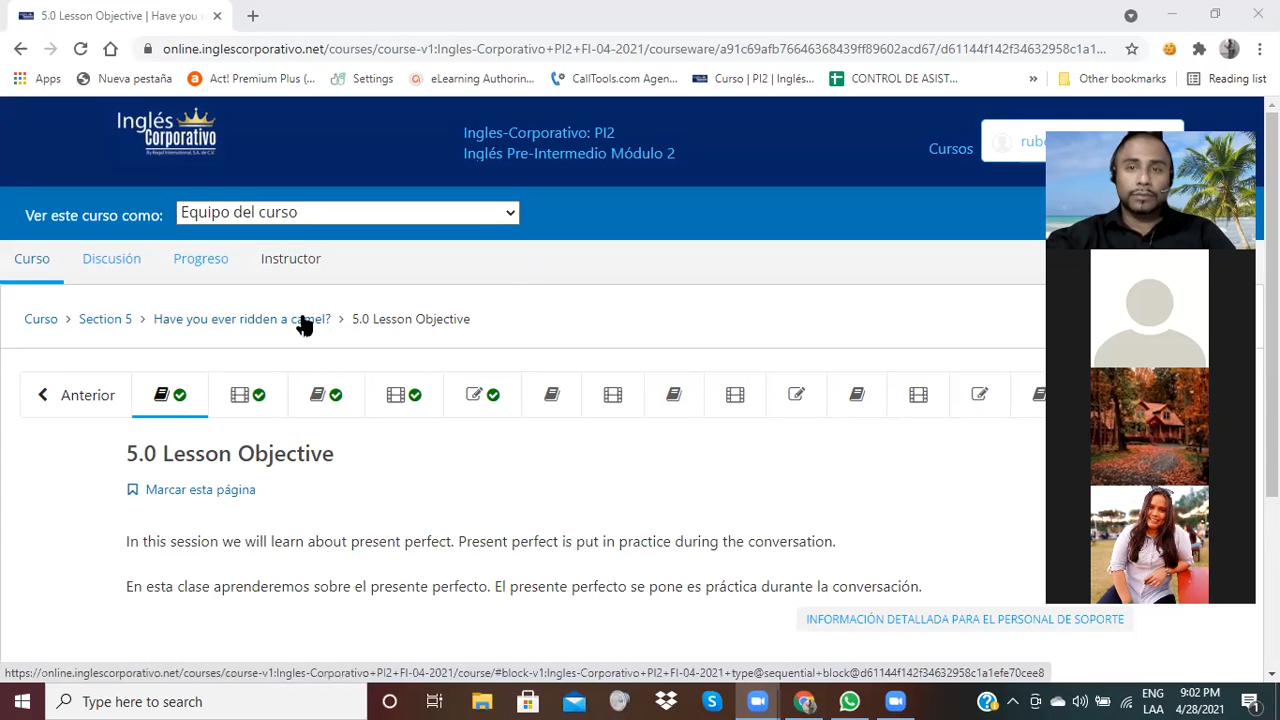 5.0 Lesson Objective | Have you
online.inglescorporativo.net/courses/course-v1:Ingles-Corporativo+PI2+FI-04-2021/courseware/a91c69afb76646368439ff89602acd67/d61144f142f34632958c1a1...
Apps Nueva pestaña Act! Premium Plus (... Settings eLearning Authorin... CallTools.com Agen... Curso | PI2 | Inglés... CONTROL DE ASIST... » Other bookmarks Reading list
Inglés
Corporativo
By Regal International, S.A. de C.V.
Ingles-Corporativo: PI2
Inglés Pre-Intermedio Módulo 2
Cursos
rub
Ver este curso como: Equipo del curso
Curso Discusión Progreso Instructor
Curso > Section 5 > Have you ever ridden a camel? > 5.0 Lesson Objective
Anterior
5.0 Lesson Objective
Marcar esta página
In this session we will learn about present perfect. Present perfect is put in practice during the conversation.
En esta clase aprenderemos sobre el presente perfecto. El presente perfecto se pone es práctica durante la conversación.
INFORMACIÓN DETALLADA PARA EL PERSONAL DE SOPORTE
https://online.inglescorporativo.net/courses/course-v1:Ingles-Corporativo+PI2+FI-04-2021/course/#block-v1:Ingles-Corporativo+PI2+FI-04-2021+type@sequential+block@d61144f142f34632958c1a1efe70cee8
Type here to search
ENG
LAA
9:02 PM
4/28/2021